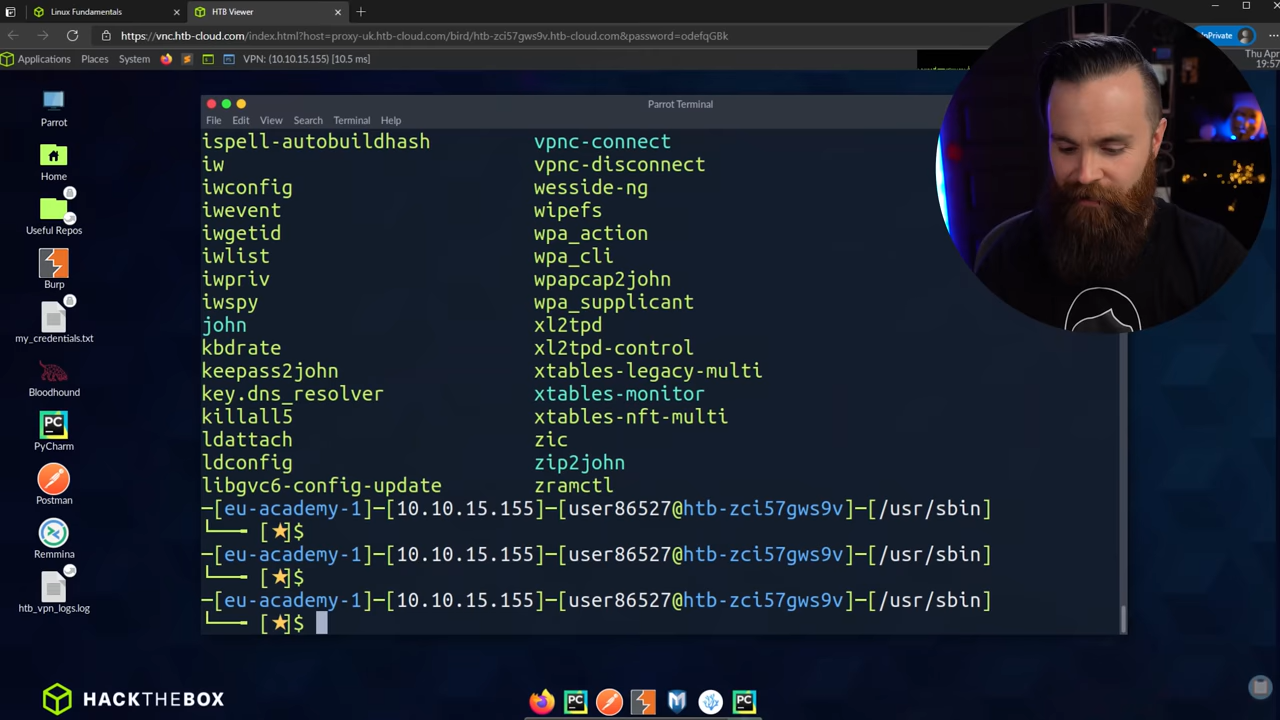 Linux Fundamentals
HTB Viewer
https://vnc.htb-cloud.com/index.html?host=proxy-uk.htb-cloud.com/bird/htb-zci57gws9v.htb-cloud.com&password=odefqGBk
Applications Places System VPN: (10.10.15.155) [10.5 ms]
Thu Apr
19:57
Parrot Terminal
File Edit View Search Terminal Help
Parrot
Home
Useful Repos
Burp
my_credentials.txt
Bloodhound
PC
PyCharm
Postman
Remmina
htb_vpn_logs.log
ispell-autobuildhash vpnc-connect
iw vpnc-disconnect
iwconfig wesside-ng
iwevent wipefs
iwgetid wpa_action
iwlist wpa_cli
iwpriv wpapcap2john
iwspy wpa_supplicant
john xl2tpd
kbdrate xl2tpd-control
keepass2john xtables-legacy-multi
key.dns_resolver xtables-monitor
killall5 xtables-nft-multi
ldattach zic
ldconfig zip2john
libgvc6-config-update zramctl
─[eu-academy-1]─[10.10.15.155]─[user86527@htb-zci57gws9v]─[/usr/sbin]
└── [★]$
─[eu-academy-1]─[10.10.15.155]─[user86527@htb-zci57gws9v]─[/usr/sbin]
└── [★]$
─[eu-academy-1]─[10.10.15.155]─[user86527@htb-zci57gws9v]─[/usr/sbin]
└── [★]$
HACKTHEBOX
PC
PC